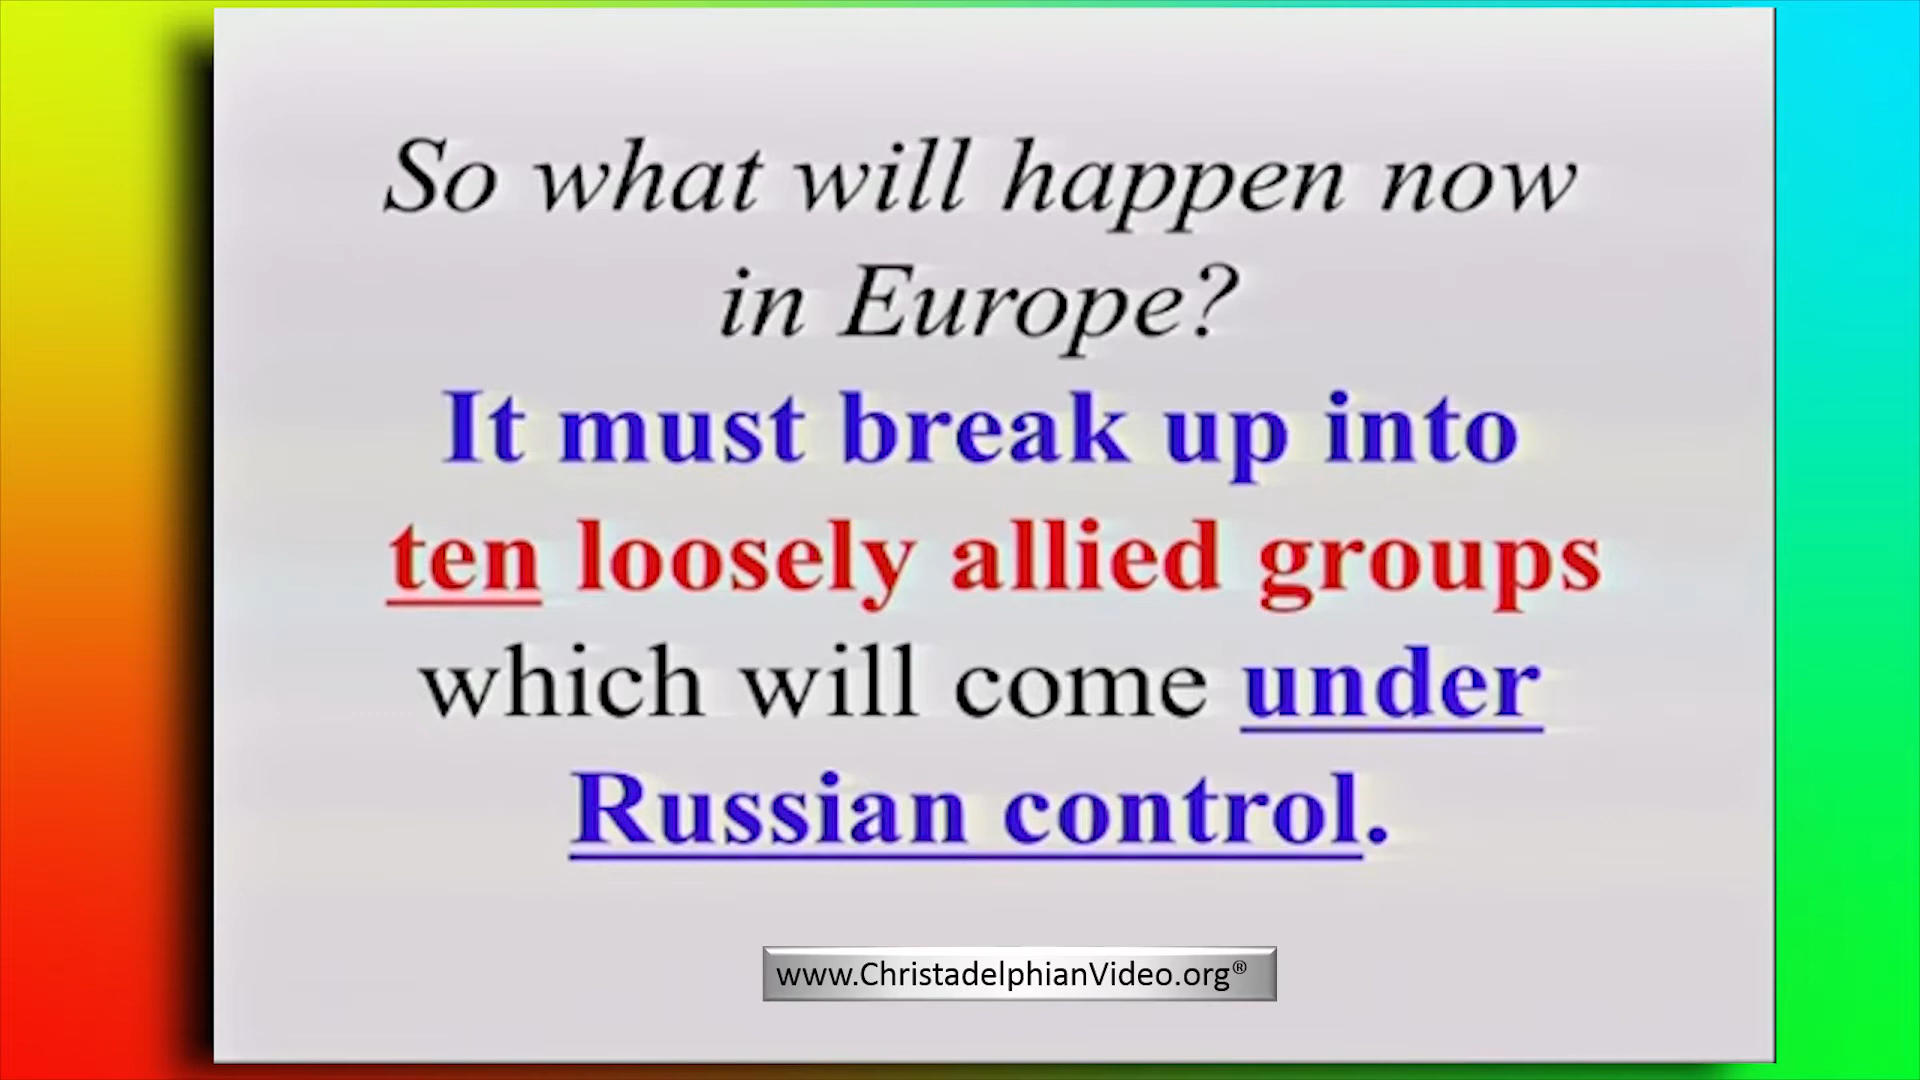 So what will happen now
in Europe?
It must break up into
ten loosely allied groups
which will come under
Russian control.
www.ChristadelphianVideo.org®